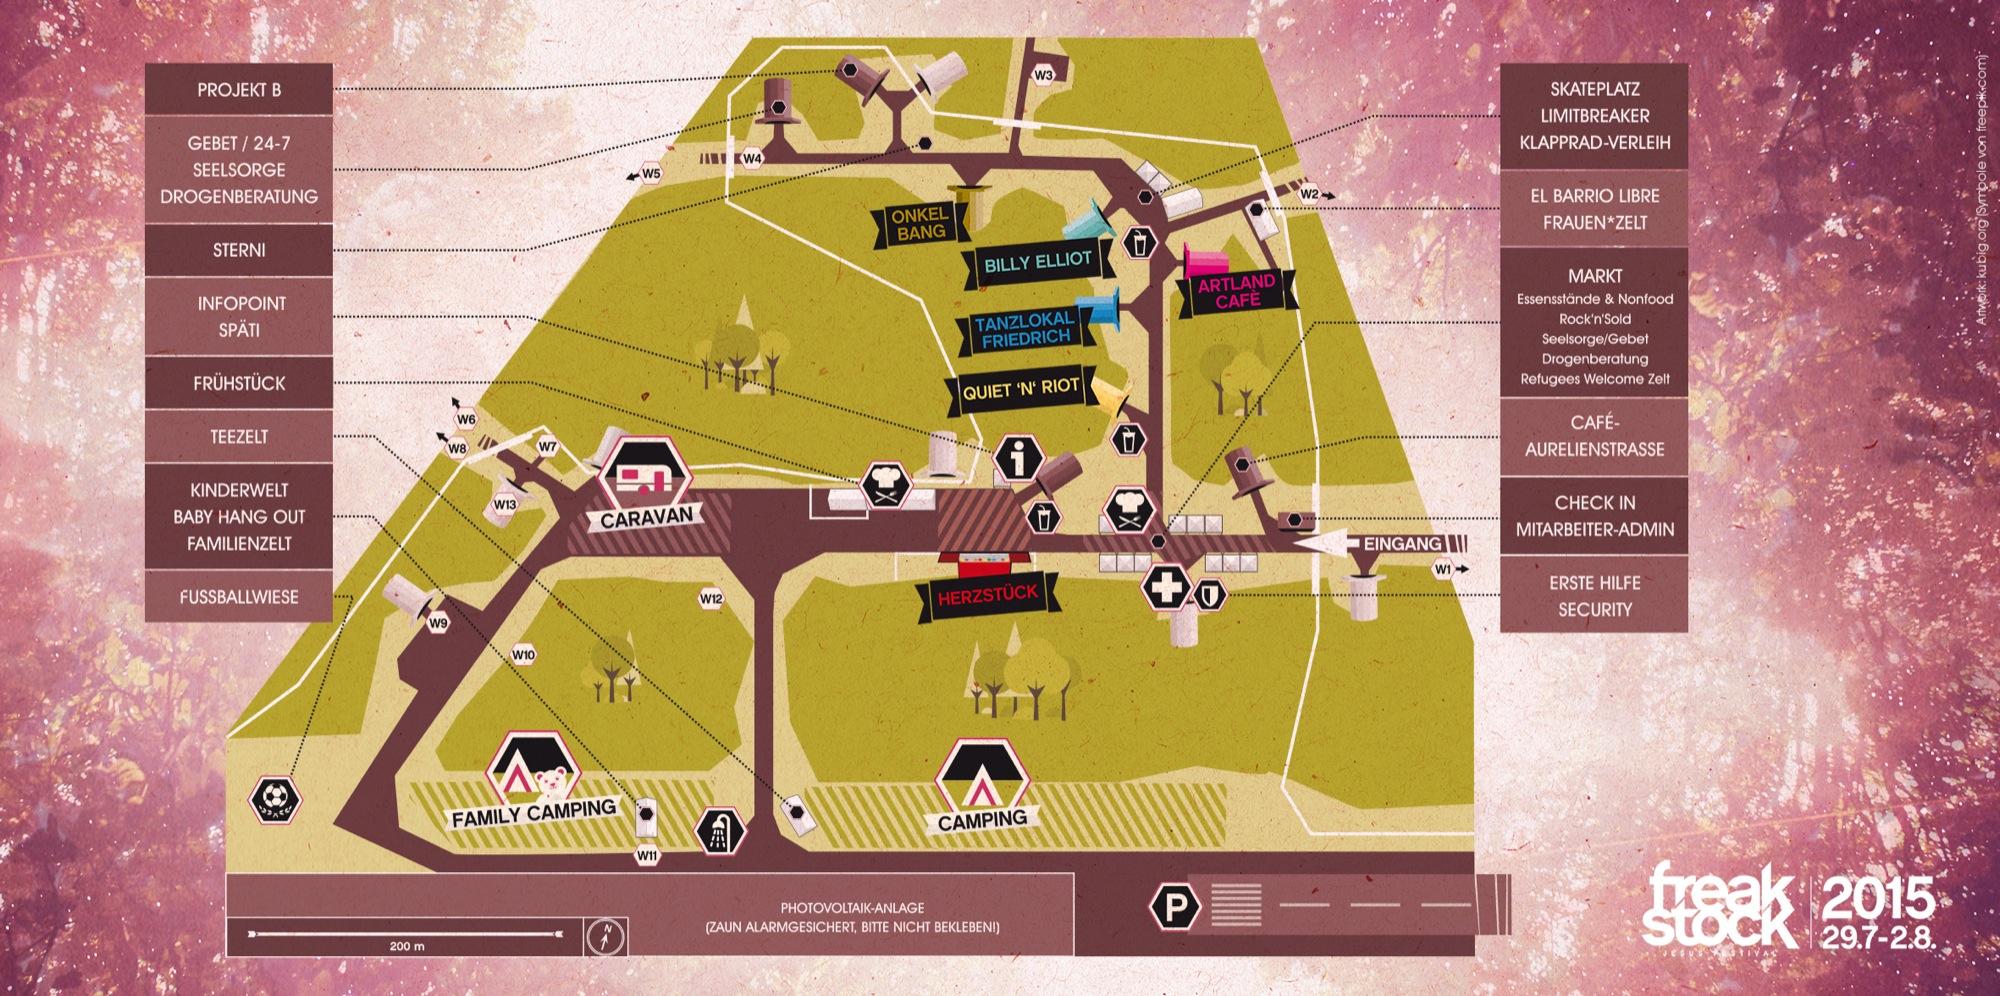 PROJEKT B
GEBET / 24-7
SEELSORGE
DROGENBERATUNG
STERNI
INFOPOINT
SPÄTI
FRÜHSTÜCK
TEEZELT
KINDERWELT
BABY HANG OUT
FAMILIENZELT
FUSSBALLWIESE
W3
W4
W5
W2
ONKEL
BANG
BILLY ELLIOT
ARTLAND
CAFÈ
TANZLOKAL
FRIEDRICH
QUIET 'N' RIOT
W6
W8
W7
W13
CARAVAN
i
EINGANG
W1
HERZSTÜCK
W12
W9
W10
FAMILY CAMPING
CAMPING
W11
PHOTOVOLTAIK-ANLAGE
(ZAUN ALARMGESICHERT, BITTE NICHT BEKLEBEN!)
200 m
N
P
SKATEPLATZ
LIMITBREAKER
KLAPPRAD-VERLEIH
EL BARRIO LIBRE
FRAUEN*ZELT
MARKT
Essensstände & Nonfood
Rock'n'Sold
Seelsorge/Gebet
Drogenberatung
Refugees Welcome Zelt
CAFÉ-
AURELIENSTRASSE
CHECK IN
MITARBEITER-ADMIN
ERSTE HILFE
SECURITY
Artwork: kubig.org (Symbole von freepik.com)
freak
stock
JESUS FESTIVAL
2015
29.7-2.8.